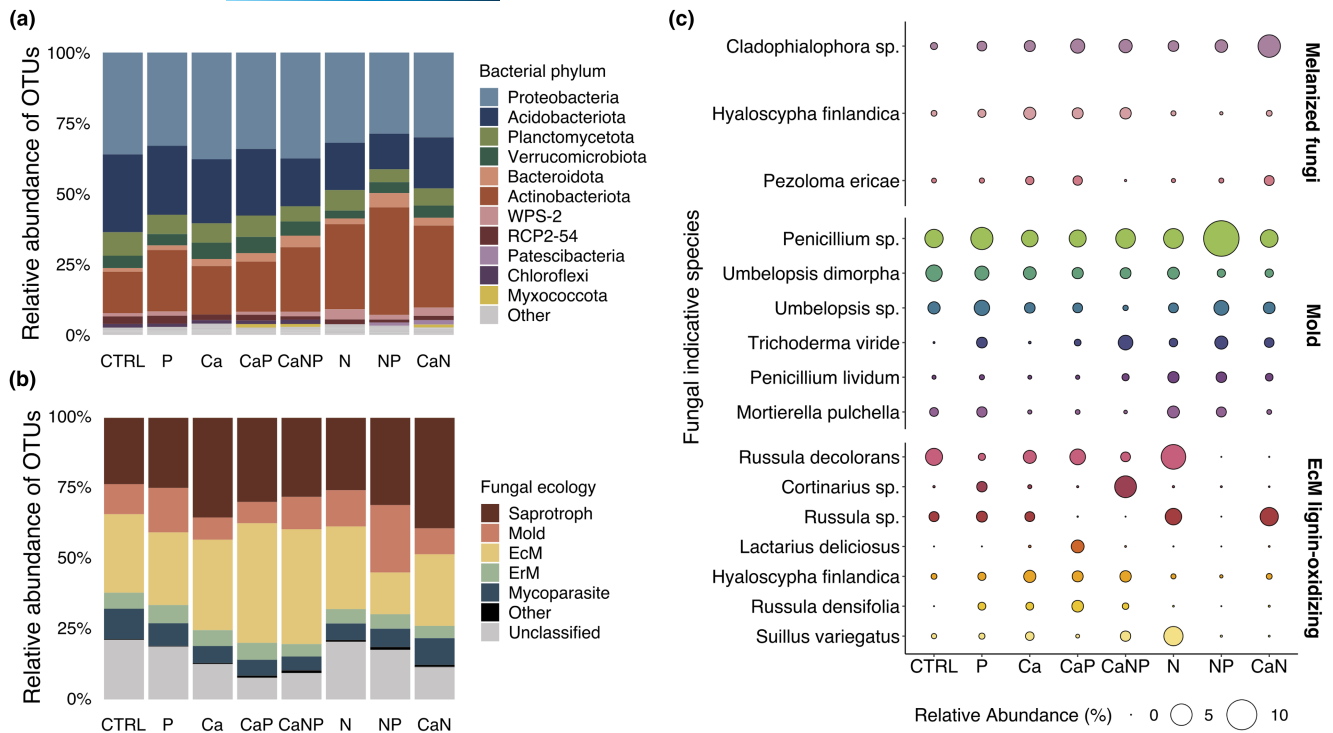 (a)
Relative abundance of OTUs
100%
75%
50%
25%
0%
CTRL P Ca CaP CaNP N NP CaN
Bacterial phylum
Proteobacteria
Acidobacteriota
Planctomycetota
Verrucomicrobiota
Bacteroidota
Actinobacteriota
WPS-2
RCP2-54
Patescibacteria
Chloroflexi
Myxococcota
Other
(b)
Relative abundance of OTUs
100%
75%
50%
25%
0%
CTRL P Ca CaP CaNP N NP CaN
Fungal ecology
Saprotroph
Mold
EcM
ErM
Mycoparasite
Other
Unclassified
(c)
Fungal indicative species
Cladophialophora sp.
Hyaloscypha finlandica
Pezoloma ericae
Melanized fungi
Penicillium sp.
Umbelopsis dimorpha
Umbelopsis sp.
Trichoderma viride
Penicillium lividum
Mortierella pulchella
Mold
Russula decolorans
Cortinarius sp.
Russula sp.
Lactarius deliciosus
Hyaloscypha finlandica
Russula densifolia
Suillus variegatus
EcM lignin-oxidizing
CTRL P Ca CaP CaNP N NP CaN
Relative Abundance (%) 0 5 10